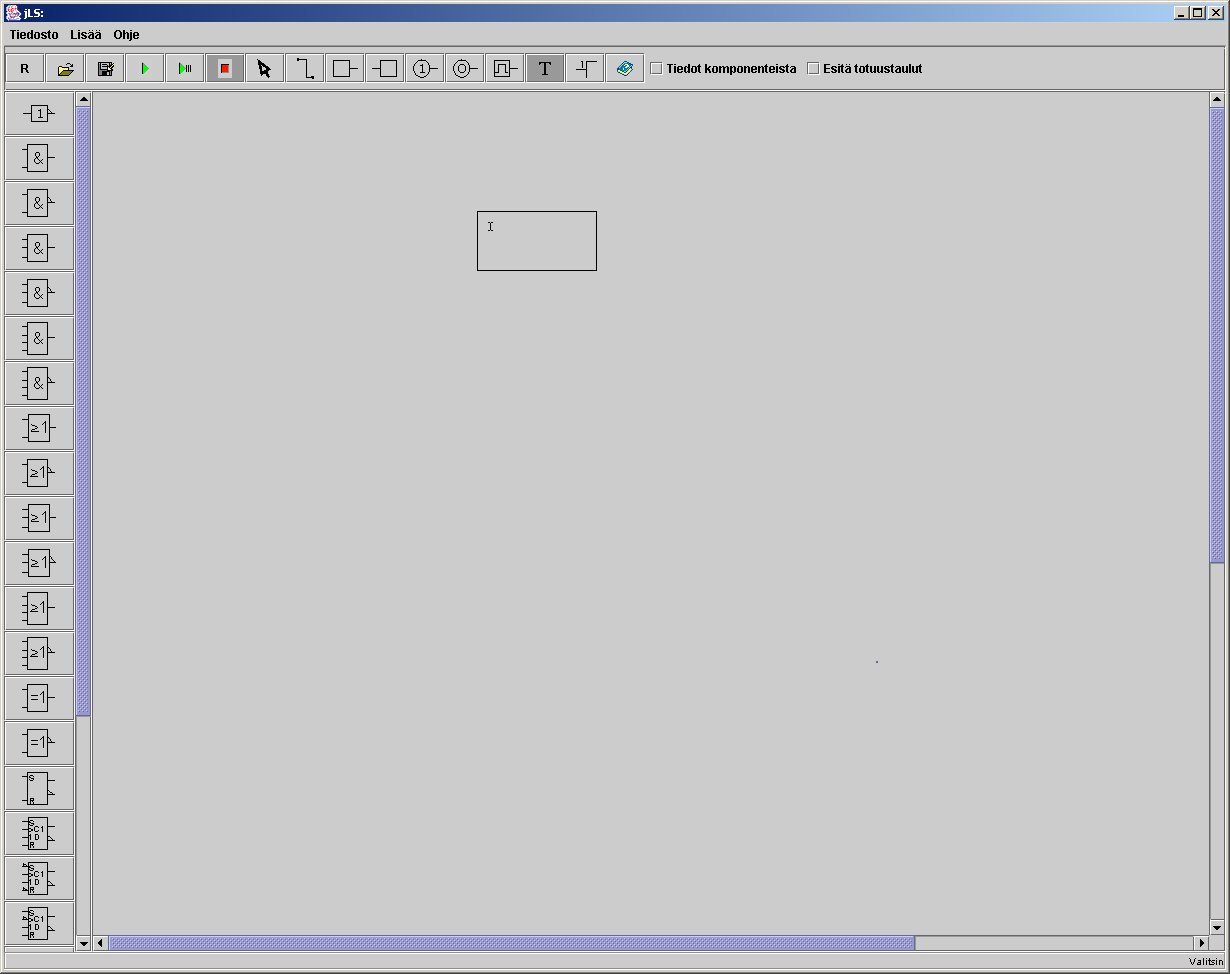 jLS:
Tiedosto Lisää Ohje
R 1 T Tiedot komponenteista Esitä totuustaulut
1
&
&
&
&
&
&
≥1
≥1
≥1
≥1
≥1
≥1
=1
=1
S
R
S
>C1
1D
R
S
>C1
1D
R
S
>C1
1D
R
Valitsin